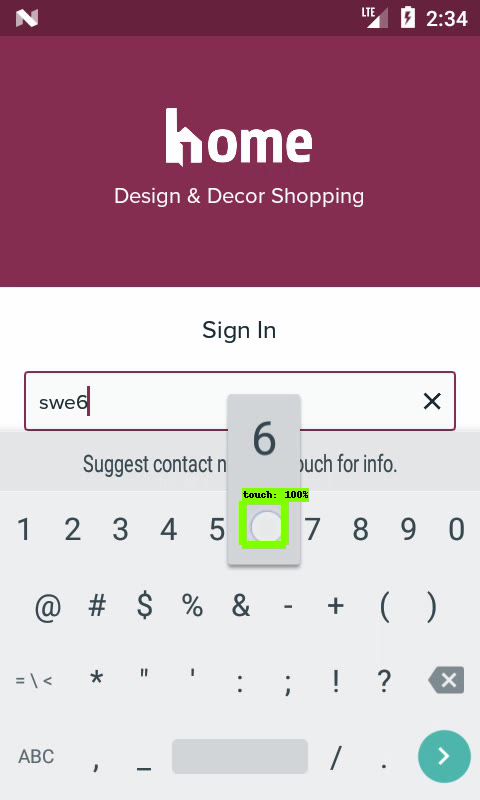 LTE 2:34
home
Design & Decor Shopping
Sign In
swe6
6
Suggest contact n ouch for info.
touch: 100%
1 2 3 4 5 7 8 9 0
@ # $ % & - + ( )
= \ < * " ' : ; ! ?
ABC , _ / .